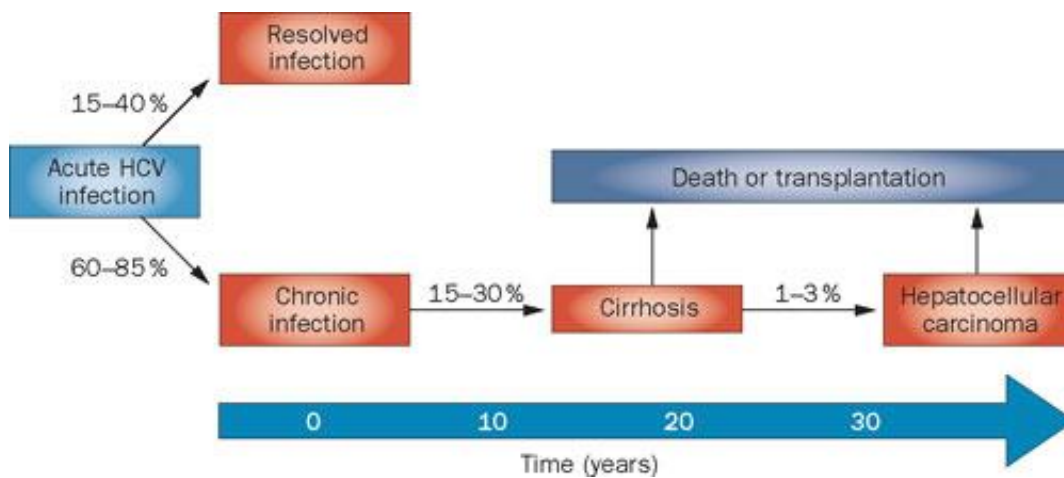 Resolved
infection
15–40%
Acute HCV
infection
Death or transplantation
60–85%
Chronic
infection
15–30%
Cirrhosis
1–3%
Hepatocellular
carcinoma
0 10 20 30
Time (years)